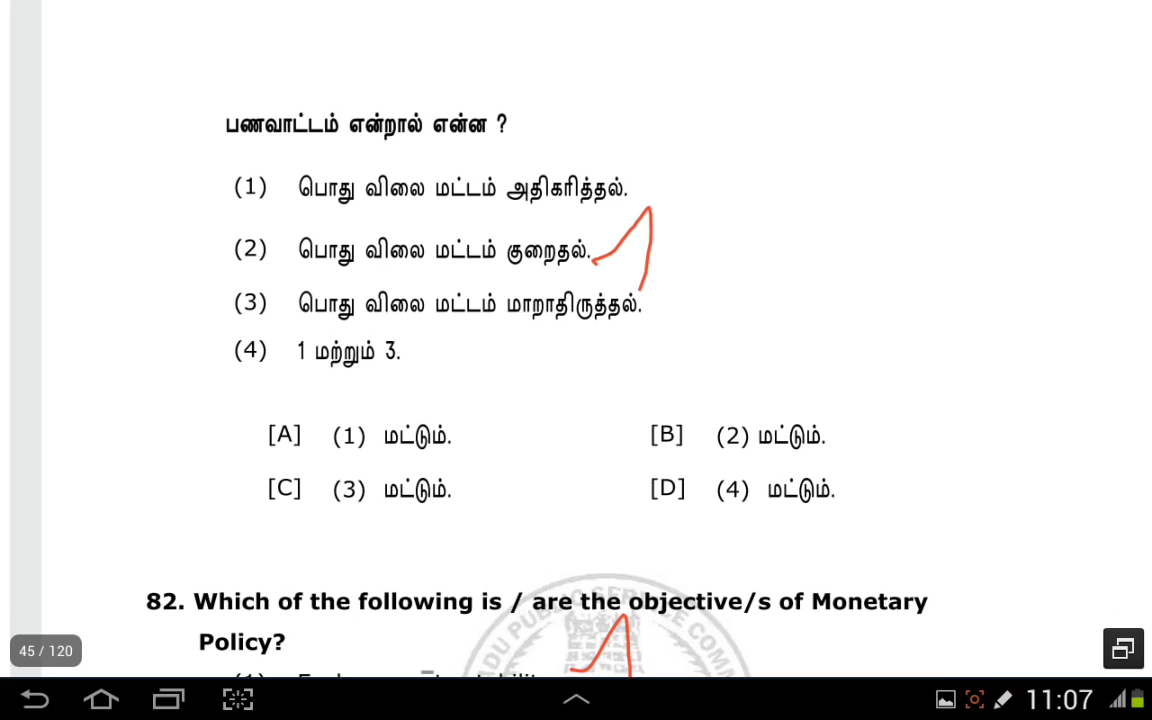 பணவாட்டம் என்றால் என்ன ?
(1) பொது விலை மட்டம் அதிகரித்தல்.
(2) பொது விலை மட்டம் குறைதல்.
(3) பொது விலை மட்டம் மாறாதிருத்தல்.
(4) 1 மற்றும் 3.
[A] (1) மட்டும். [B] (2) மட்டும்.
[C] (3) மட்டும். [D] (4) மட்டும்.
82. Which of the following is / are the objective/s of Monetary
Policy?
45 / 120
11:07